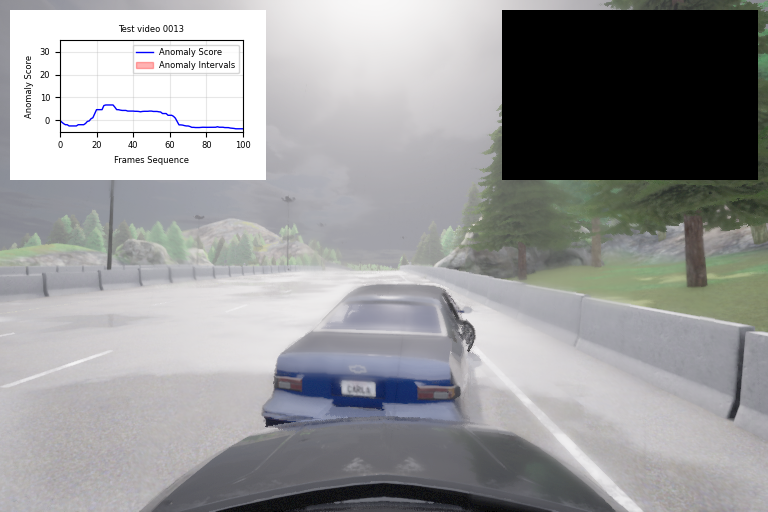 Test video 0013
Anomaly Score
Anomaly Intervals
Anomaly Score
30
20
10
0
0 20 40 60 80 100
Frames Sequence
CARLA